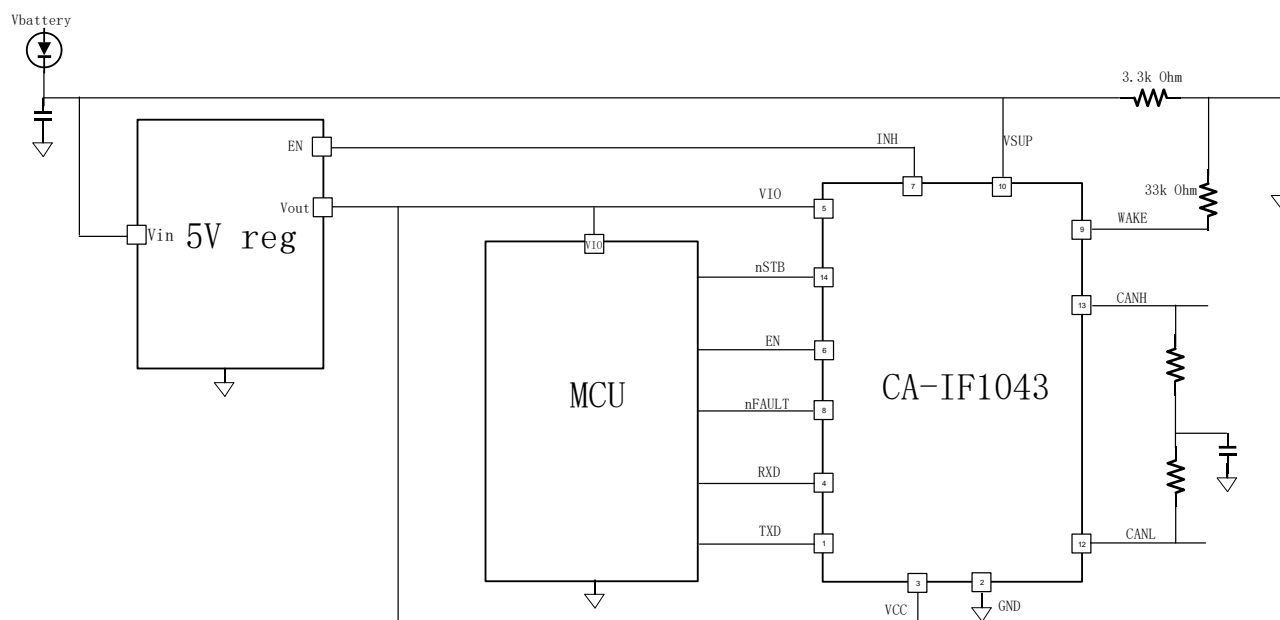 Vbattery
3.3k Ohm
EN
INH
VSUP
7
10
Vout
VIO
5
33k Ohm
Vin
5V reg
VIO
WAKE
9
nSTB
14
CANH
13
EN
6
MCU
CA-IF1043
nFAULT
8
RXD
4
TXD
1
CANL
12
3
2
VCC
GND